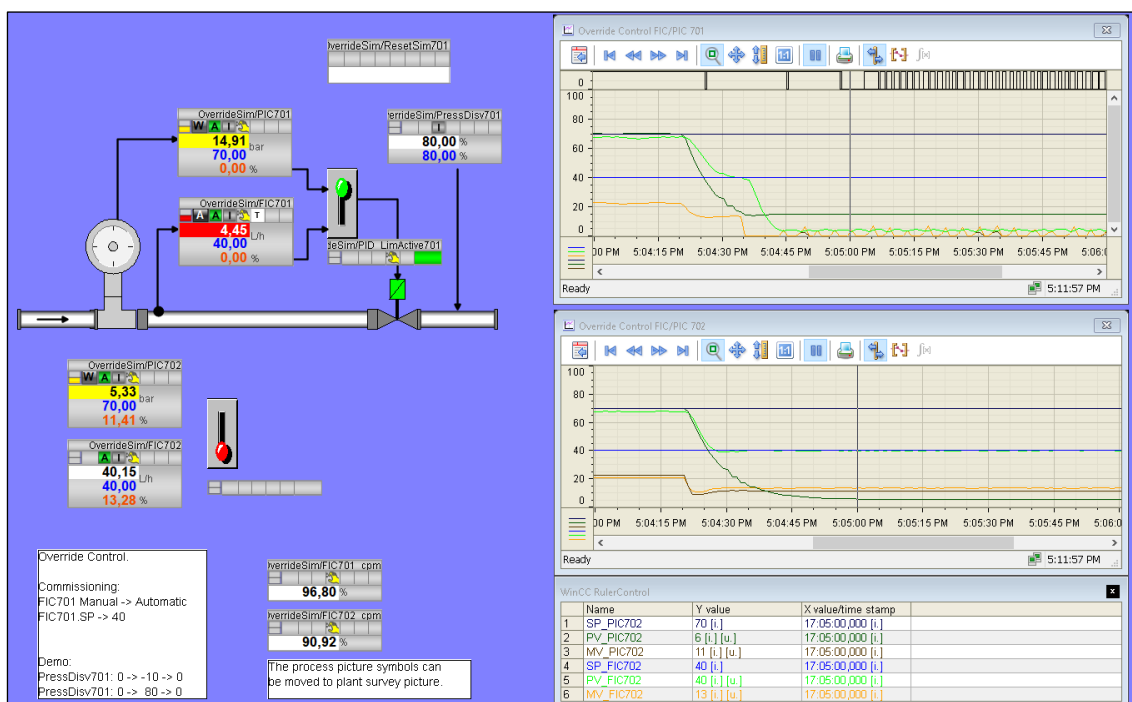 verrideSim/ResetSim701
OverrideSim/PIC701
W A I
14,91 bar
70,00
0,00 %
verrideSim/PressDisv701
I
80,00 %
80,00 %
OverrideSim/FIC701
A A I T
4,45 L/h
40,00
0,00 %
deSim/PID_LimActive701
OverrideSim/PIC702
W A I
5,33 bar
70,00
11,41 %
OverrideSim/FIC702
A I
40,15 L/h
40,00
13,28 %
Override Control.
Commissioning:
FIC701 Manual -> Automatic
FIC701.SP -> 40
Demo:
PressDisv701: 0 -> -10 -> 0
PressDisv701: 0 -> 80 -> 0
verrideSim/FIC701_cpm
96,80 %
verrideSim/FIC702_cpm
90,92 %
The process picture symbols can
be moved to plant survey picture.
Override Control FIC/PIC 701
1:1 f(x)
0
100
80
60
40
20
0
00 PM 5:04:15 PM 5:04:30 PM 5:04:45 PM 5:05:00 PM 5:05:15 PM 5:05:30 PM 5:05:45 PM 5:06:0
Ready 5:11:57 PM
Override Control FIC/PIC 702
1:1 f(x)
100
80
60
40
20
0
00 PM 5:04:15 PM 5:04:30 PM 5:04:45 PM 5:05:00 PM 5:05:15 PM 5:05:30 PM 5:05:45 PM 5:06:0
Ready 5:11:57 PM
WinCC RulerControl
Name Y value X value/time stamp
1 SP_PIC702 70 [i.] 17:05:00,000 [i.]
2 PV_PIC702 6 [i.] [u.] 17:05:00,000 [i.]
3 MV_PIC702 11 [i.] [u.] 17:05:00,000 [i.]
4 SP_FIC702 40 [i.] 17:05:00,000 [i.]
5 PV_FIC702 40 [i.] [u.] 17:05:00,000 [i.]
6 MV_FIC702 13 [i.] [u.] 17:05:00,000 [i.]